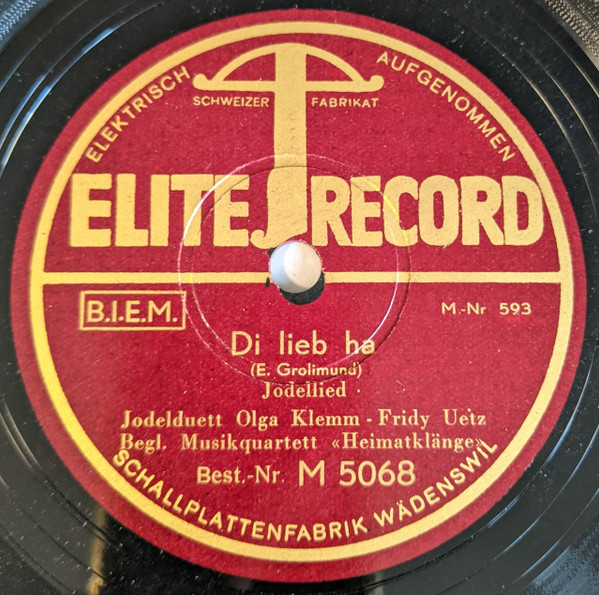 ELEKTRISCH AUFGENOMMEN
SCHWEIZER FABRIKAT
ELITE RECORD
B.I.E.M.
M.-Nr 593
Di lieb ha
(E. Grolimund)
Jodellied
Jodelduett Olga Klemm - Fridy Uetz
Begl. Musikquartett «Heimatklänge»
Best.-Nr. M 5068
SCHALLPLATTENFABRIK WÄDENSWIL